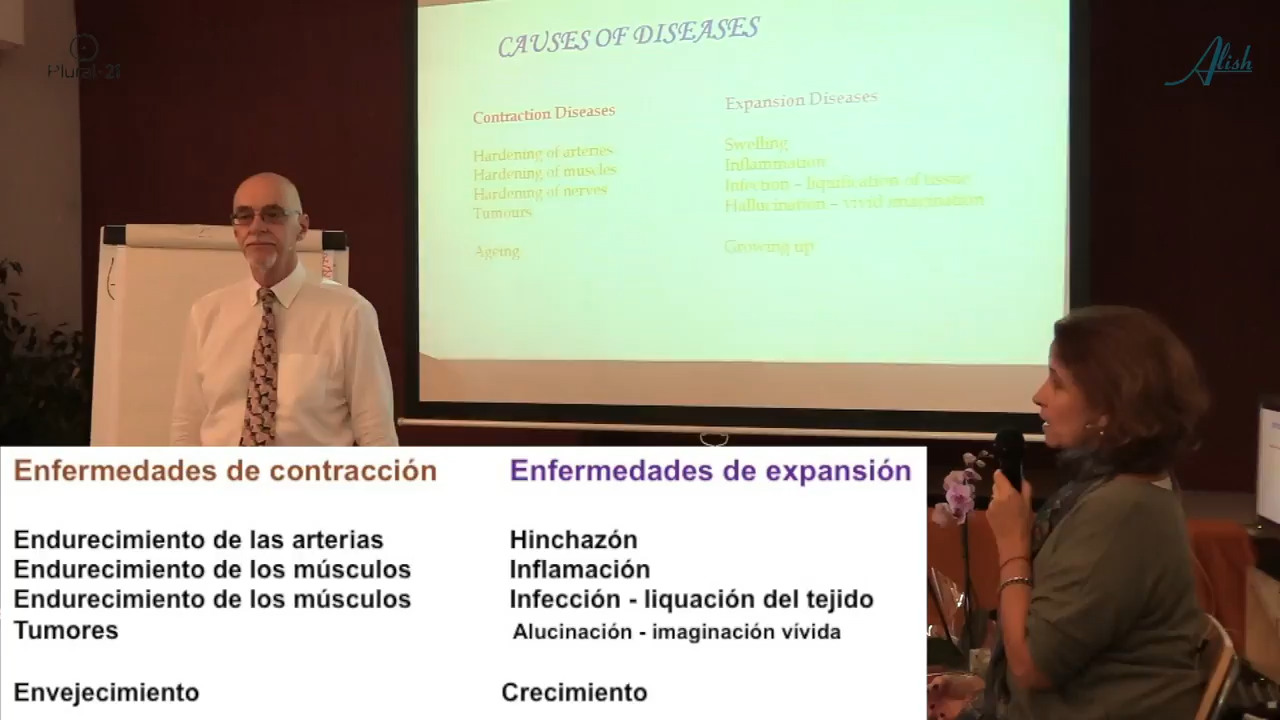 Plural-21
Alish
CAUSES OF DISEASES
Contraction Diseases
Hardening of arteries
Hardening of muscles
Hardening of nerves
Tumours
Ageing
Expansion Diseases
Swelling
Inflammation
Infection – liquification of tissue
Hallucination – vivid imagination
Growing up
Enfermedades de contracción
Endurecimiento de las arterias
Endurecimiento de los músculos
Endurecimiento de los músculos
Tumores
Envejecimiento
Enfermedades de expansión
Hinchazón
Inflamación
Infección - liquación del tejido
Alucinación - imaginación vívida
Crecimiento